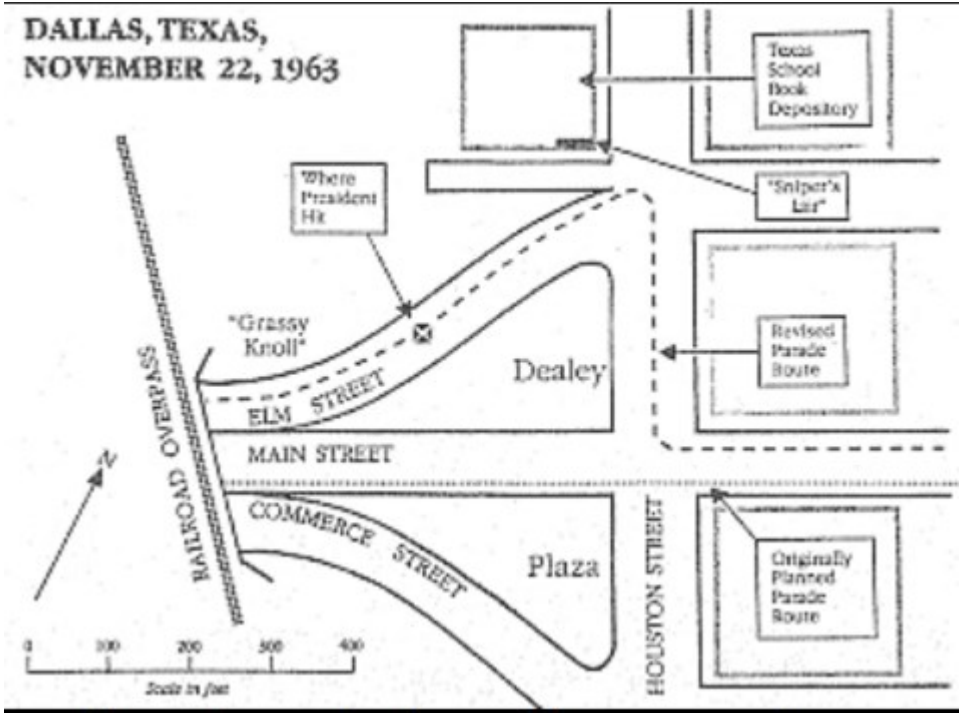 DALLAS, TEXAS,
NOVEMBER 22, 1963
Texas
School
Book
Depository
Where
President
Hit
"Sniper's
Lair"
"Grassy
Knoll"
Revised
Parade
Route
Dealey
ELM STREET
RAILROAD OVERPASS
MAIN STREET
N
COMMERCE STREET
Plaza
HOUSTON STREET
Originally
Planned
Parade
Route
0 100 200 300 400
Scale in feet